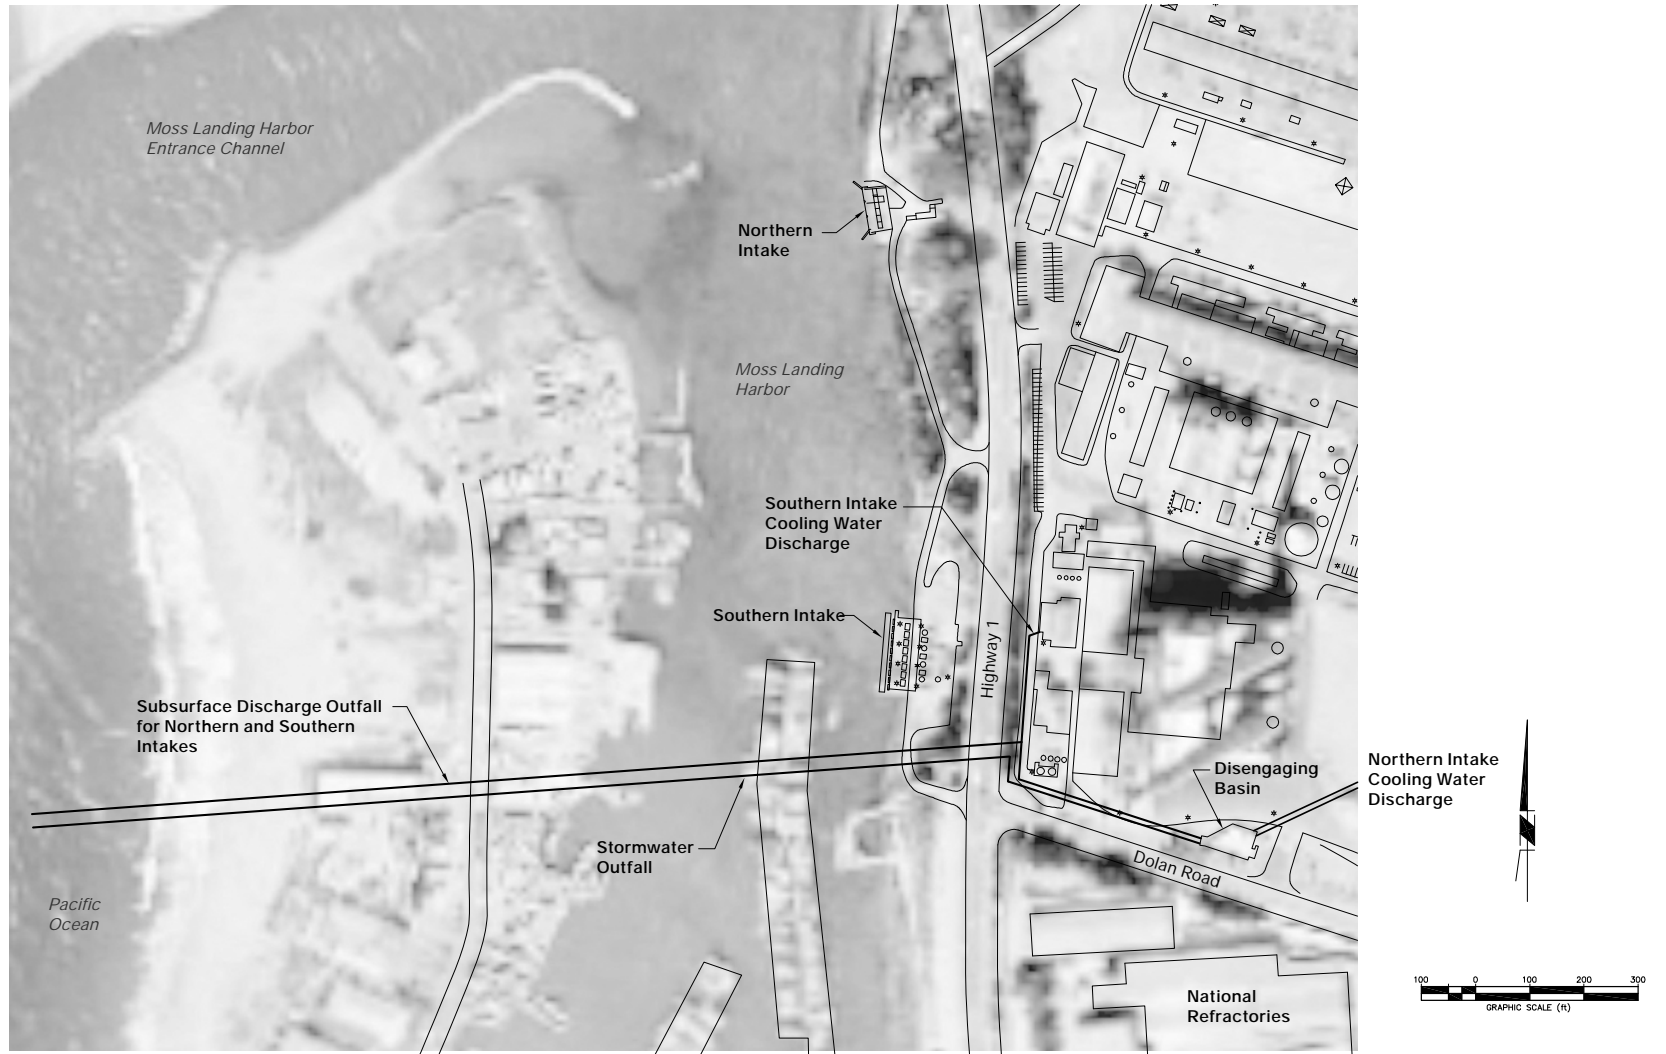 Moss Landing Harbor
Entrance Channel
Northern
Intake
Moss Landing
Harbor
Southern Intake
Cooling Water
Discharge
Southern Intake
Highway 1
Subsurface Discharge Outfall
for Northern and Southern
Intakes
Stormwater
Outfall
Pacific
Ocean
Disengaging
Basin
Northern Intake
Cooling Water
Discharge
Dolan Road
National
Refractories
100 0 100 200 300
GRAPHIC SCALE (ft)